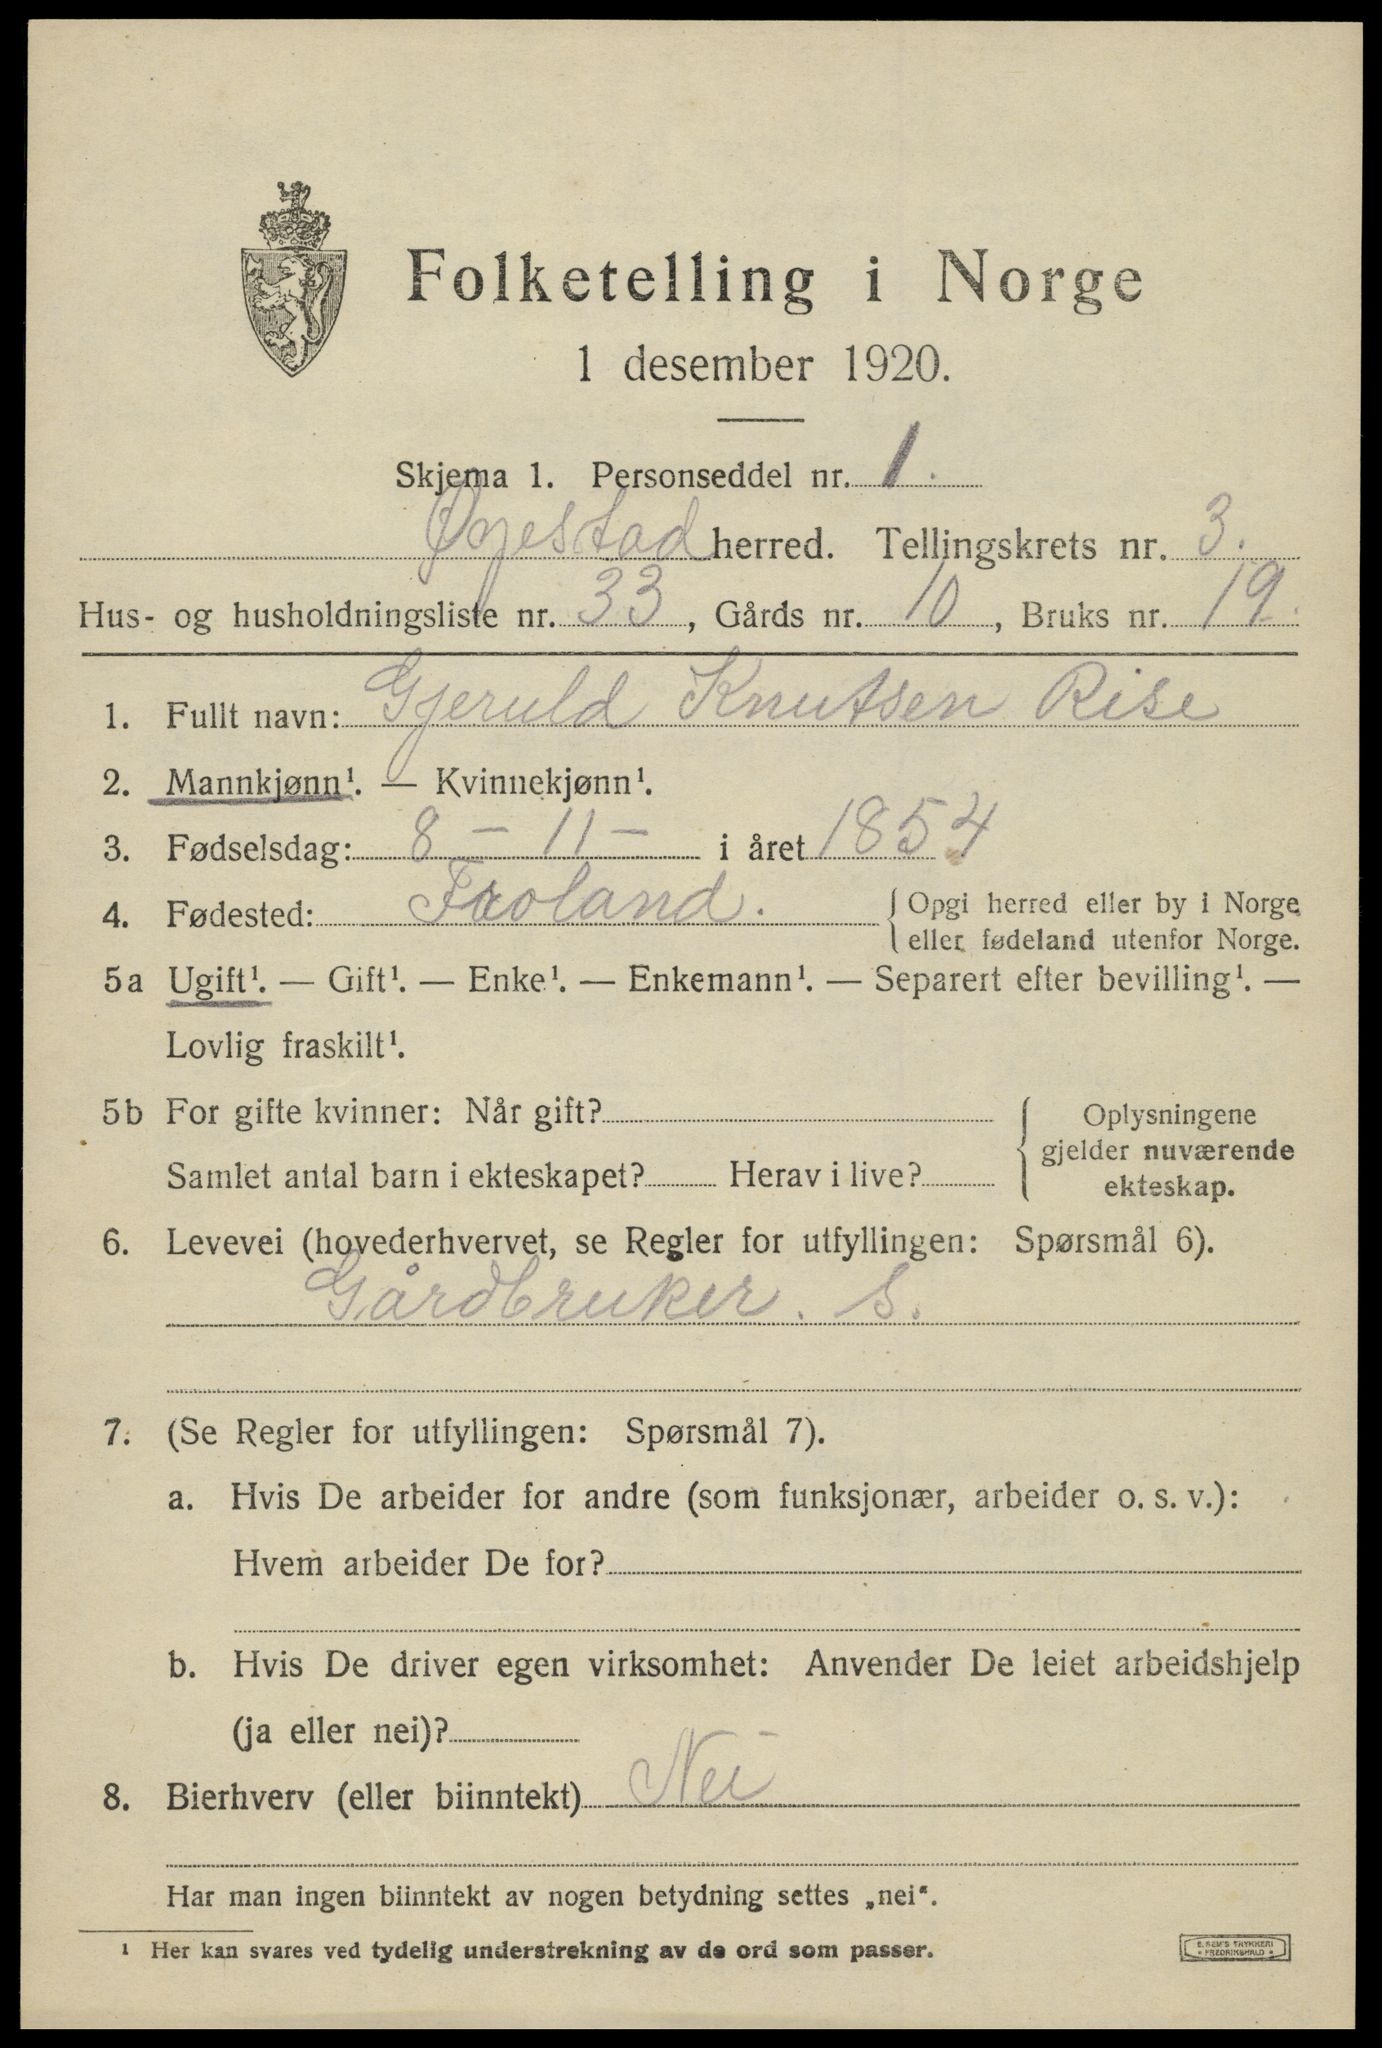 Folketelling i Norge
1 desember 1920.
Skjema 1. Personseddel nr. 1.
Øyestad herred. Tellingskrets nr. 3.
Hus- og husholdningsliste nr. 33, Gårds nr. 10, Bruks nr. 19.
1. Fullt navn: Gjeruld Knutsen Rise
2. Mannkjønn¹. — Kvinnekjønn¹.
3. Fødselsdag: 8 – 11 – i året 1854
4. Fødested: Froland. { Opgi herred eller by i Norge
eller fødeland utenfor Norge.
5a Ugift¹. — Gift¹. — Enke¹. — Enkemann¹. — Separert efter bevilling¹. —
Lovlig fraskilt¹.
5b For gifte kvinner: Når gift? { Oplysningene
gjelder nuværende
Samlet antal barn i ekteskapet? Herav i live? ekteskap.
6. Levevei (hovederhvervet, se Regler for utfyllingen: Spørsmål 6).
Gårdbruker. S.
7. (Se Regler for utfyllingen: Spørsmål 7).
a. Hvis De arbeider for andre (som funksjonær, arbeider o. s. v.):
Hvem arbeider De for?
b. Hvis De driver egen virksomhet: Anvender De leiet arbeidshjelp
(ja eller nei)?
8. Bierhverv (eller biinntekt) Nei
Har man ingen biinntekt av nogen betydning settes „nei“.
¹ Her kan svares ved tydelig understrekning av de ord som passer.
E. SEM'S TRYKKERI
FREDRIKSHALD